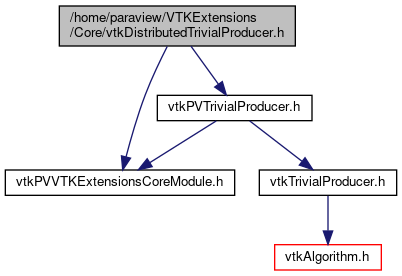 /home/paraview/VTKExtensions
/Core/vtkDistributedTrivialProducer.h
vtkPVTrivialProducer.h
vtkPVVTKExtensionsCoreModule.h
vtkTrivialProducer.h
vtkAlgorithm.h